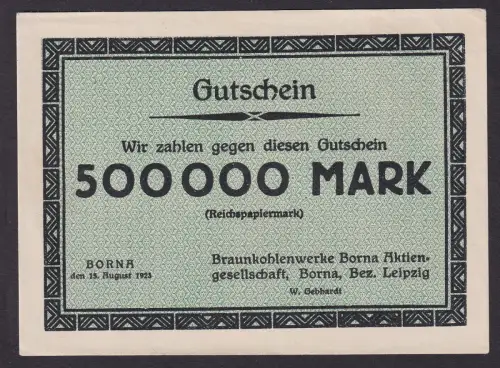 Gutschein
Wir zahlen gegen diesen Gutschein
500000 MARK
(Reichspapiermark)
BORNA
den 15. August 1923
Braunkohlenwerke Borna Aktien-
gesellschaft, Borna, Bez. Leipzig
W. Gebhardt